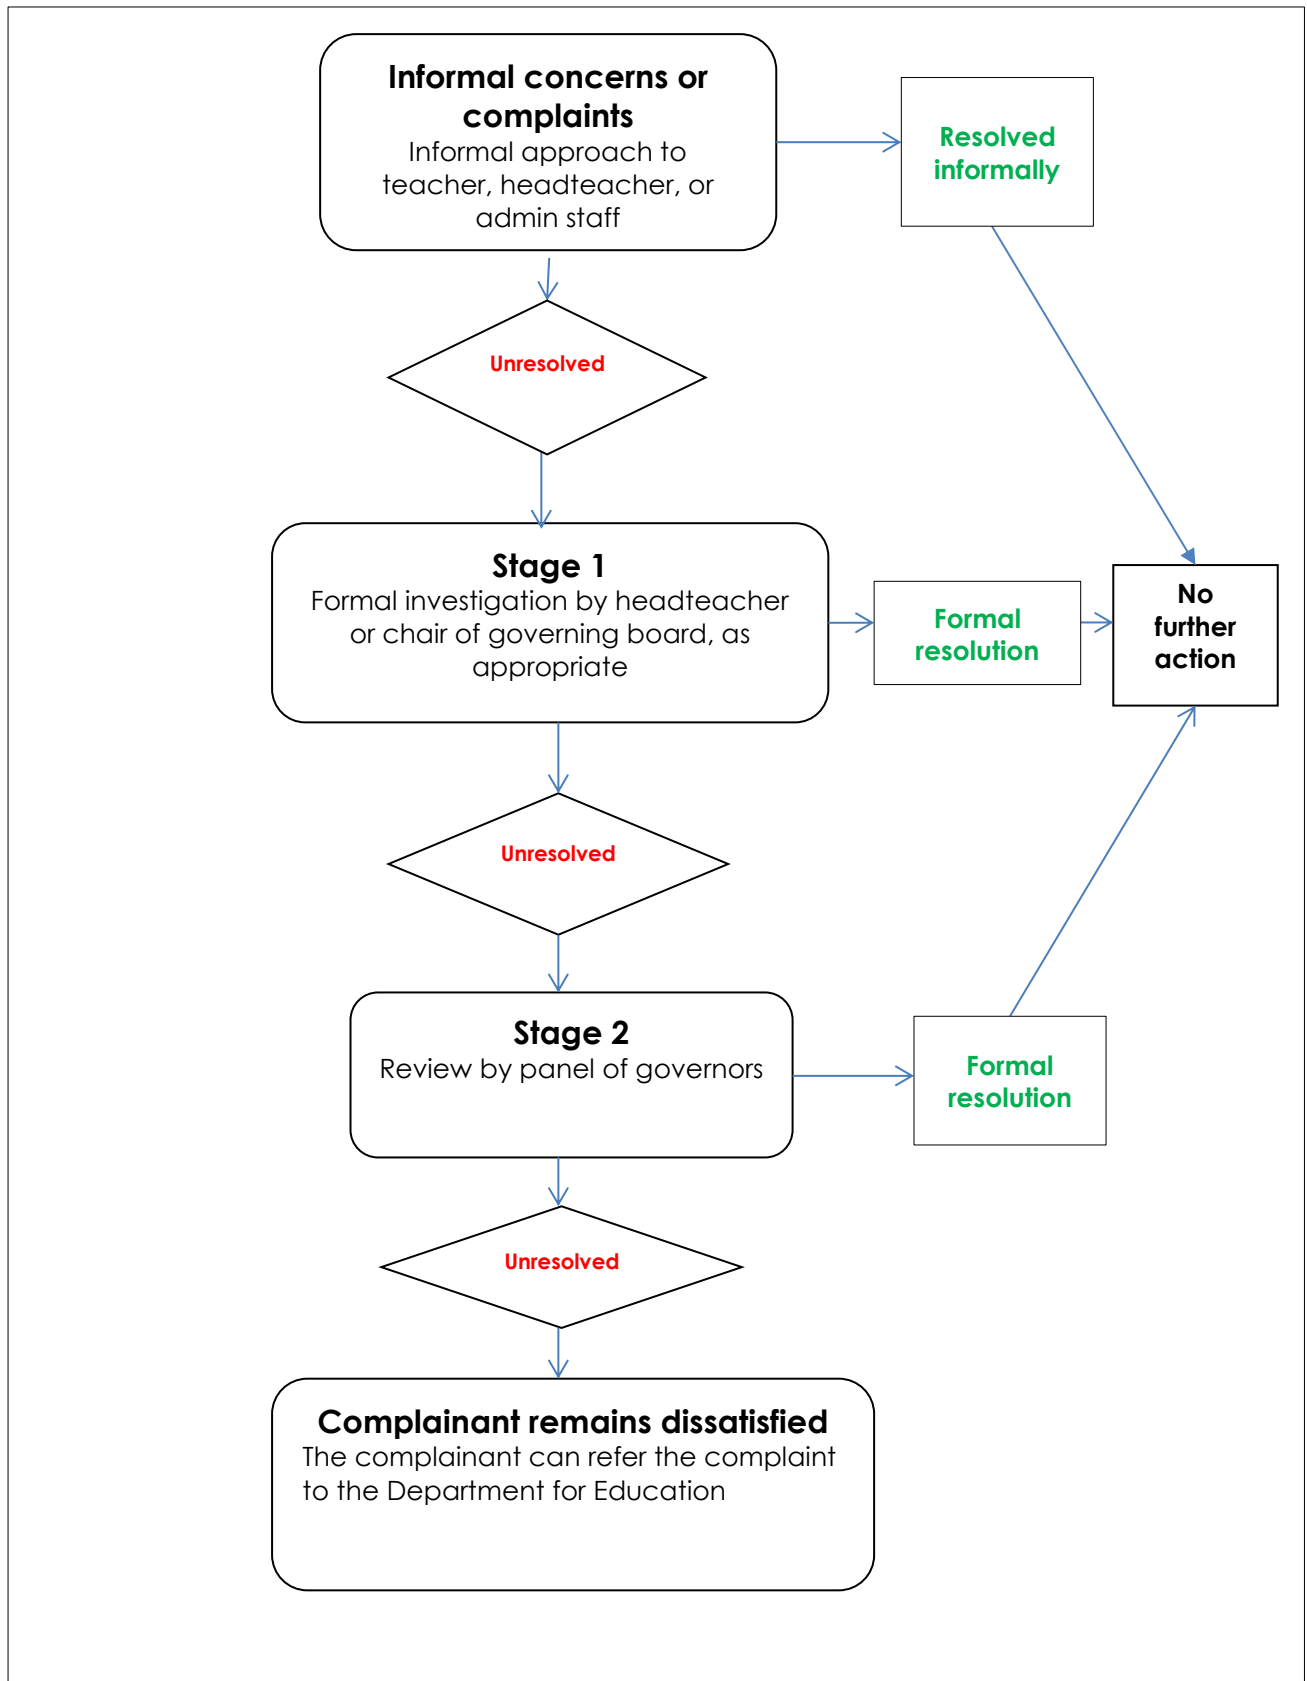 Informal concerns or
complaints
Informal approach to
teacher, headteacher, or
admin staff
Resolved
informally
Unresolved
Stage 1
Formal investigation by headteacher
or chair of governing board, as
appropriate
Formal
resolution
No
further
action
Unresolved
Stage 2
Review by panel of governors
Formal
resolution
Unresolved
Complainant remains dissatisfied
The complainant can refer the complaint
to the Department for Education